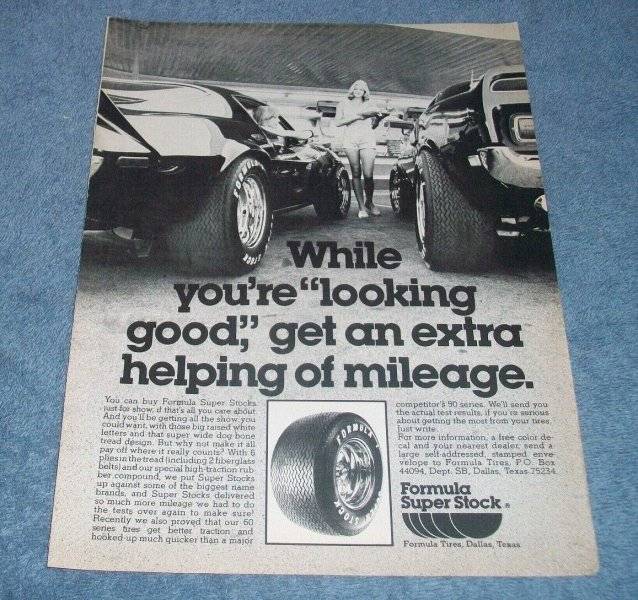 FORMULA
STOCK
While
you're "looking
good," get an extra
helping of mileage.
You can buy Formula Super Stocks
just for show, if that's all you care about.
And you'll be getting all the show you
could want, with those big raised white
letters and that super wide dog bone
tread design. But why not make it all
pay off where it really counts? With 6
plies in the tread (including 2 fiberglass
belts) and our special high-traction rub-
ber compound, we put Super Stocks
up against some of the biggest name
brands, and Super Stocks delivered
so much more mileage we had to do
the tests over again to make sure!
Recently we also proved that our 60
series tires get better traction and
hooked-up much quicker than a major
FORMULA
STOCK
competitor's 50 series. We'll send you
the actual test results, if you're serious
about getting the most from your tires,
just write.
For more information, a free color de-
cal and your nearest dealer, send a
large self-addressed, stamped enve-
velope to Formula Tires, P.O. Box
44094, Dept. SB, Dallas, Texas 75234.
Formula
Super Stock®
Formula Tires, Dallas, Texas